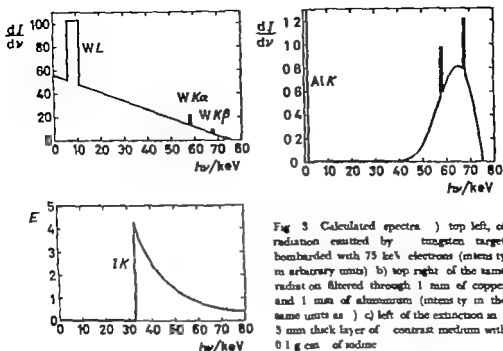 dI
dν
100
80
60
40
20
0
WL
WKα
WKβ
0 10 20 30 40 50 60 70 80
hν/keV
dI
dν
1.2
1.0
0.8
0.6
0.4
0.2
0
AlK
0 10 20 30 40 50 60 70 80
hν/keV
E
5
4
3
2
1
0
IK
0 10 20 30 40 50 60 70 80
hν/keV
Fig 3 Calculated spectra ) top left, of
radiation emitted by tungsten target
bombarded with 75 keV electrons (intensity
in arbitrary units) b) top right of the same
radiation filtered through 1 mm of copper
and 1 mm of aluminium (intensity in the
same units as ) c) left of the extinction in
3 mm thick layer of contrast medium with
0 1 g cm of iodine